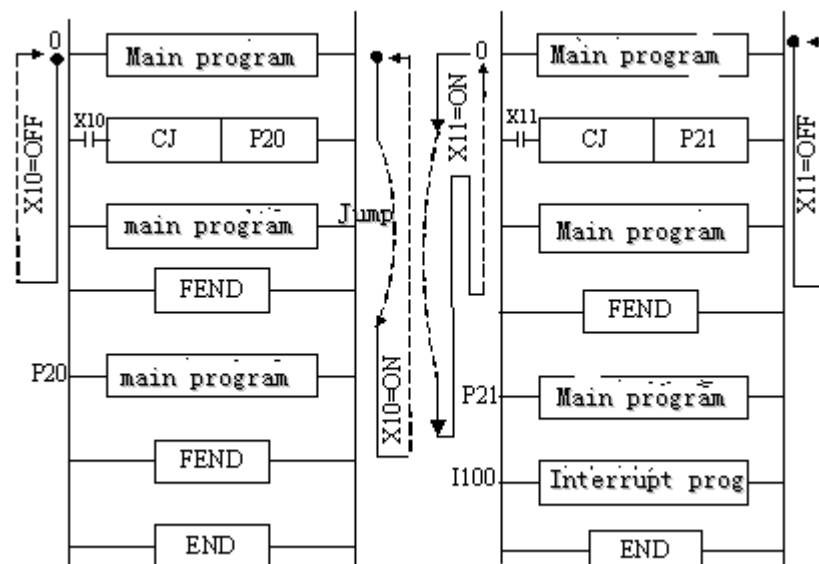 0
Main program
X10
CJ
P20
X10=OFF
main program
Jump
FEND
P20
main program
X10=ON
FEND
END
0
Main program
X11=ON
X11
CJ
P21
X11=OFF
Main program
FEND
P21
Main program
I100
Interrupt prog
END